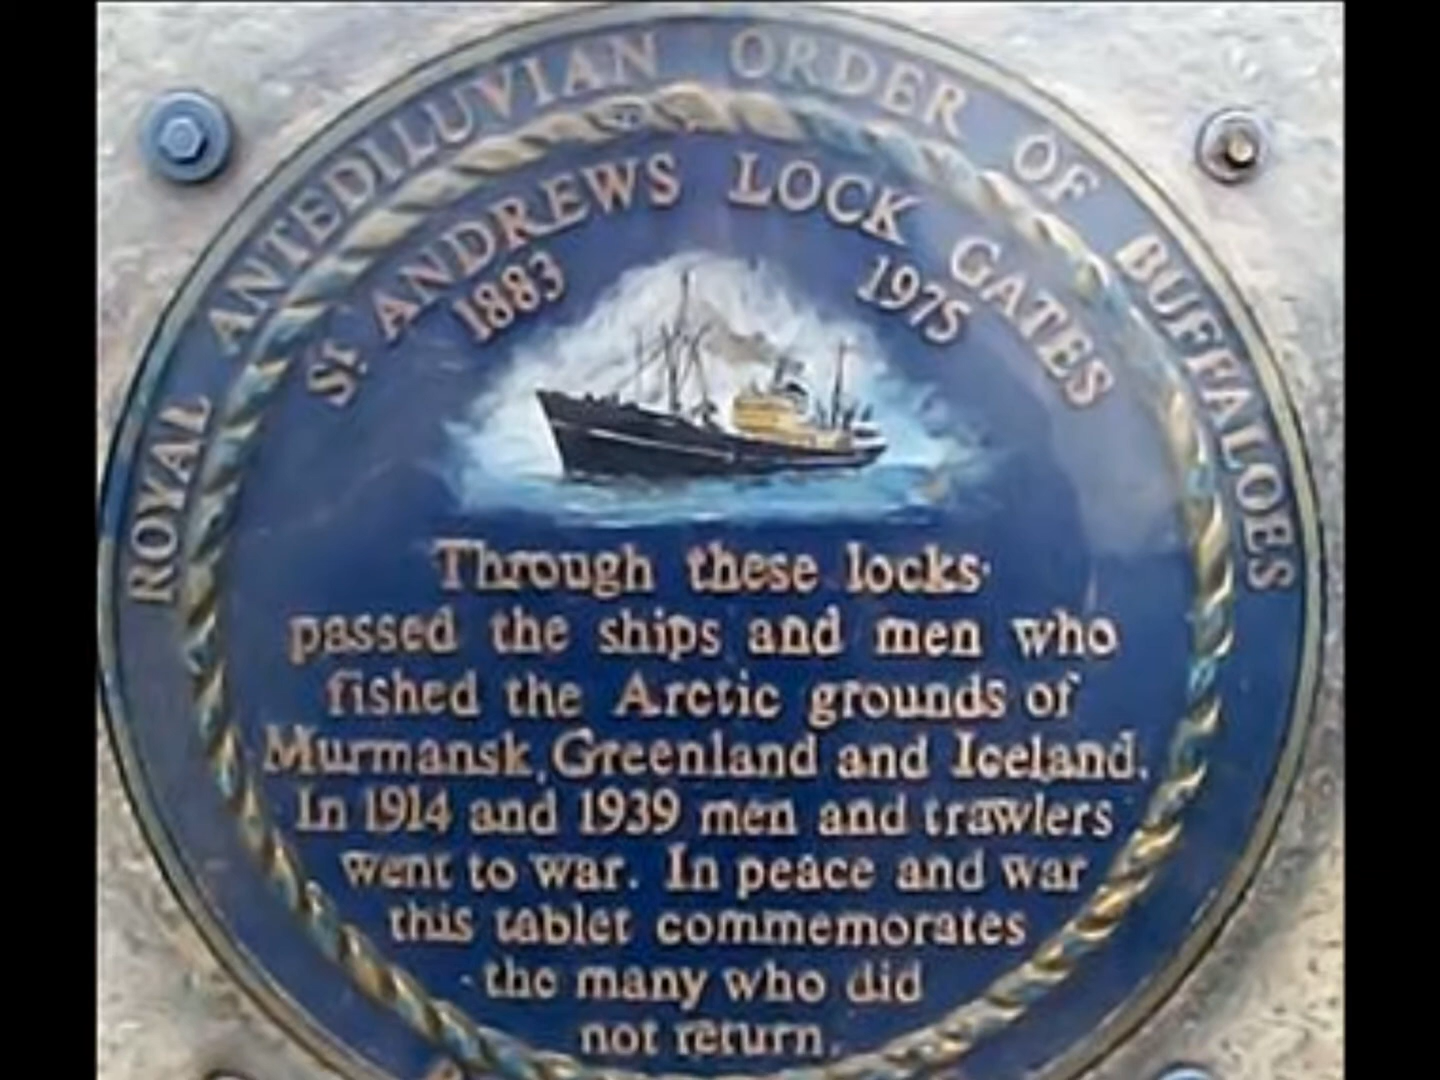 ROYAL ANTEDILUVIAN ORDER OF BUFFALOES
St ANDREWS LOCK GATES
1883 1975
Through these locks
passed the ships and men who
fished the Arctic grounds of
Murmansk, Greenland and Iceland.
In 1914 and 1939 men and trawlers
went to war. In peace and war
this tablet commemorates
the many who did
not return.